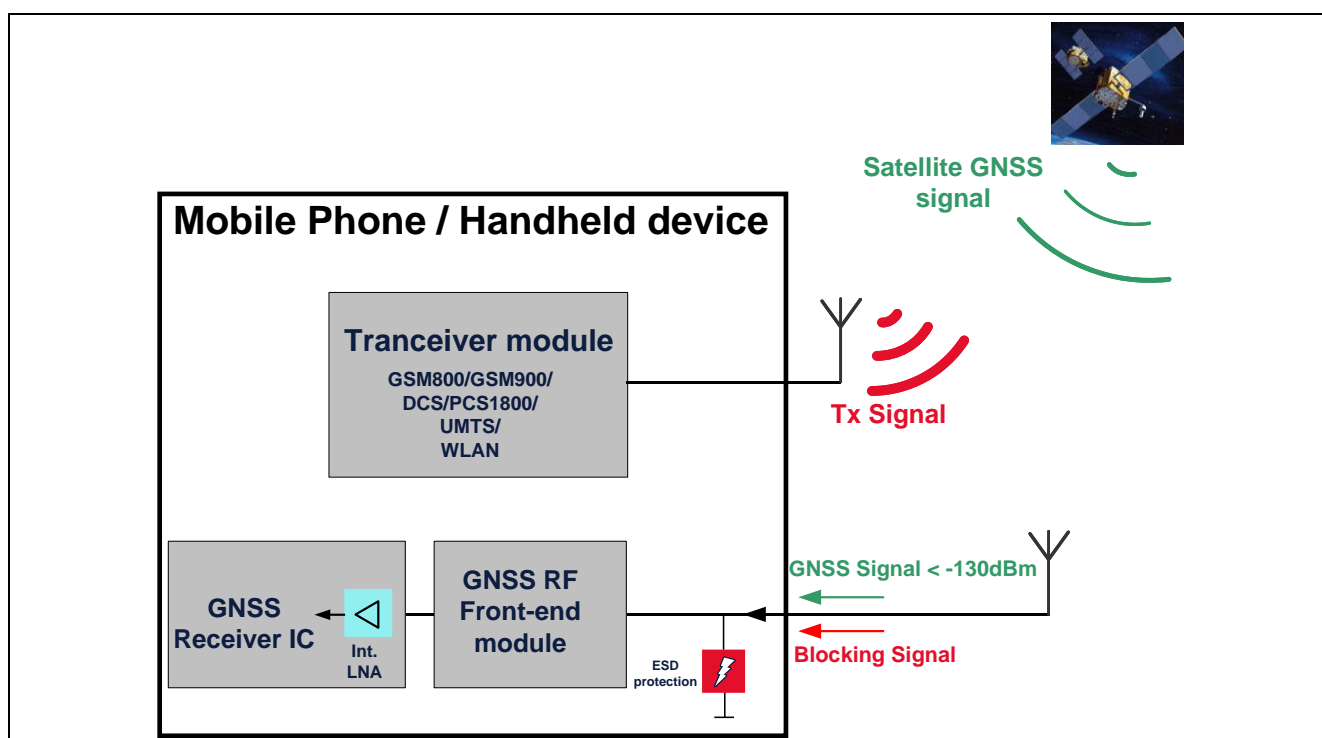 Satellite GNSS
signal
Mobile Phone / Handheld device
Tranceiver module
GSM800/GSM900/
DCS/PCS1800/
UMTS/
WLAN
Tx Signal
GNSS
Receiver IC
Int.
LNA
GNSS RF
Front-end
module
ESD
protection
GNSS Signal < -130dBm
Blocking Signal